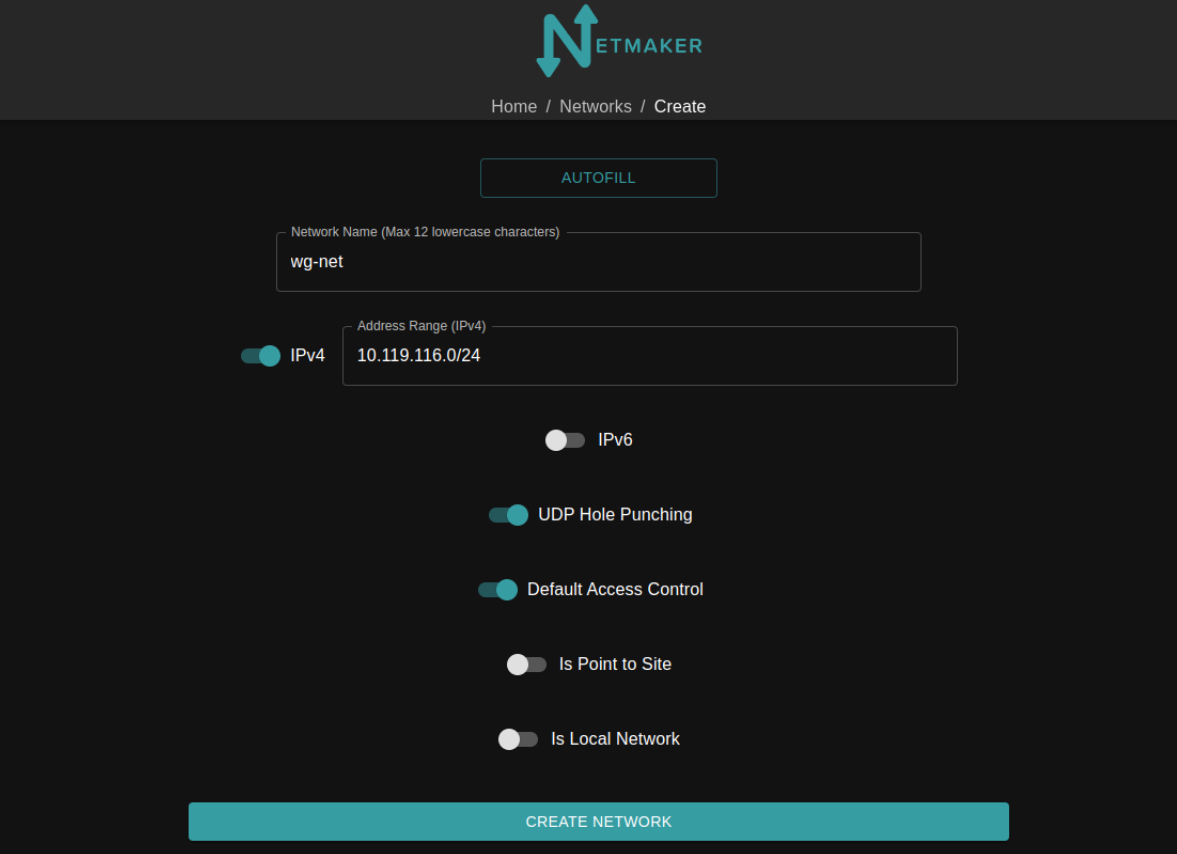 NETMAKER
Home / Networks / Create
AUTOFILL
Network Name (Max 12 lowercase characters)
wg-net
Address Range (IPv4)
IPv4 10.119.116.0/24
IPv6
UDP Hole Punching
Default Access Control
Is Point to Site
Is Local Network
CREATE NETWORK